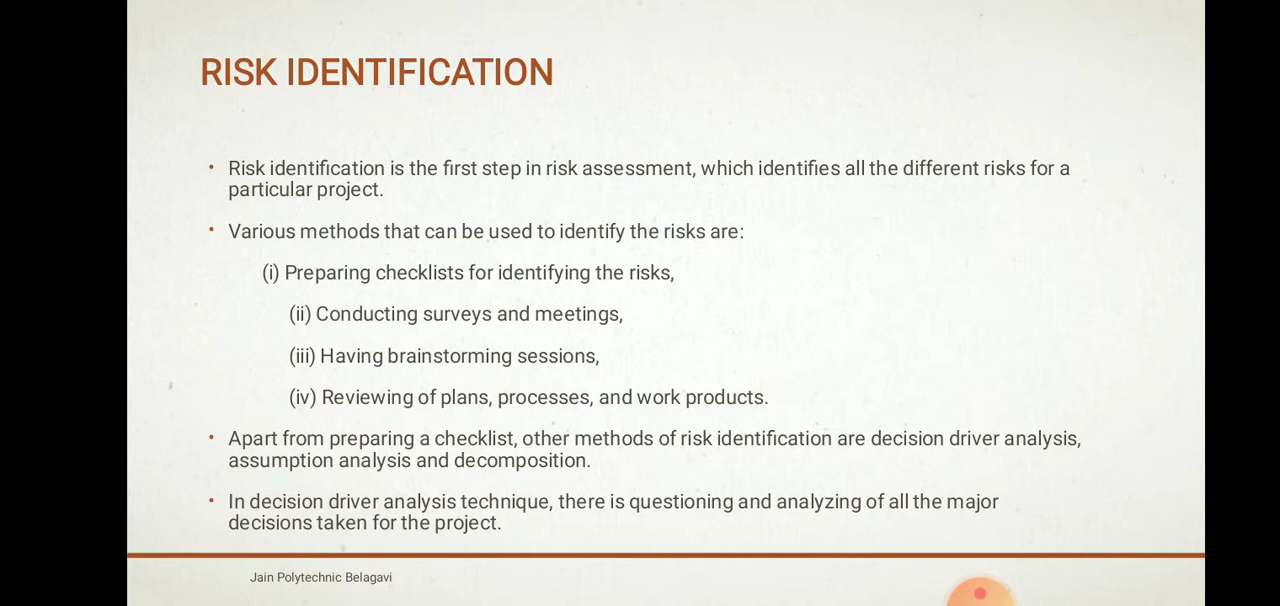 RISK IDENTIFICATION
• Risk identification is the first step in risk assessment, which identifies all the different risks for a
particular project.
• Various methods that can be used to identify the risks are:
(i) Preparing checklists for identifying the risks,
(ii) Conducting surveys and meetings,
(iii) Having brainstorming sessions,
(iv) Reviewing of plans, processes, and work products.
• Apart from preparing a checklist, other methods of risk identification are decision driver analysis,
assumption analysis and decomposition.
• In decision driver analysis technique, there is questioning and analyzing of all the major
decisions taken for the project.
Jain Polytechnic Belagavi